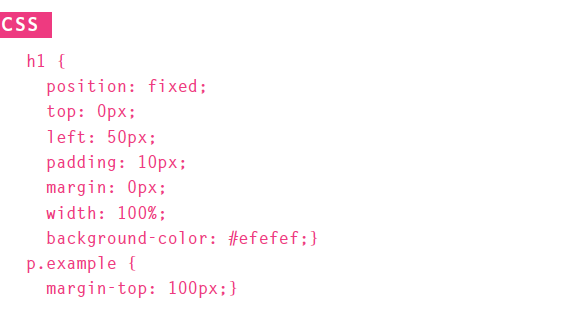 CSS
h1 {
position: fixed;
top: 0px;
left: 50px;
padding: 10px;
margin: 0px;
width: 100%;
background-color: #efefef;}
p.example {
margin-top: 100px;}